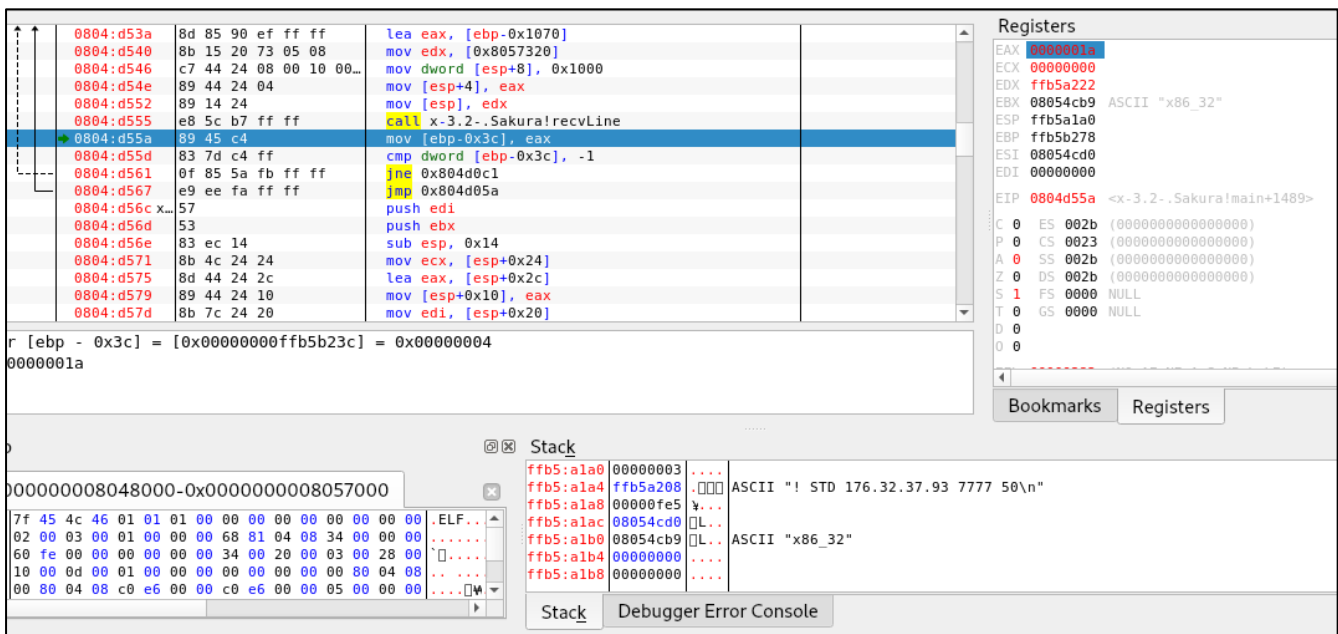 0804:d53a 8d 85 90 ef ff ff lea eax, [ebp-0x1070]
0804:d540 8b 15 20 73 05 08 mov edx, [0x8057320]
0804:d546 c7 44 24 08 00 10 00… mov dword [esp+8], 0x1000
0804:d54e 89 44 24 04 mov [esp+4], eax
0804:d552 89 14 24 mov [esp], edx
0804:d555 e8 5c b7 ff ff call x-3.2-.Sakura!recvLine
0804:d55a 89 45 c4 mov [ebp-0x3c], eax
0804:d55d 83 7d c4 ff cmp dword [ebp-0x3c], -1
0804:d561 0f 85 5a fb ff ff jne 0x804d0c1
0804:d567 e9 ee fa ff ff jmp 0x804d05a
0804:d56c x… 57 push edi
0804:d56d 53 push ebx
0804:d56e 83 ec 14 sub esp, 0x14
0804:d571 8b 4c 24 24 mov ecx, [esp+0x24]
0804:d575 8d 44 24 2c lea eax, [esp+0x2c]
0804:d579 89 44 24 10 mov [esp+0x10], eax
0804:d57d 8b 7c 24 20 mov edi, [esp+0x20]
r [ebp - 0x3c] = [0x00000000ffb5b23c] = 0x00000004
0000001a
Registers
EAX 0000001a
ECX 00000000
EDX ffb5a222
EBX 08054cb9 ASCII "x86_32"
ESP ffb5a1a0
EBP ffb5b278
ESI 08054cd0
EDI 00000000
EIP 0804d55a <x-3.2-.Sakura!main+1489>
C 0 ES 002b (0000000000000000)
P 0 CS 0023 (0000000000000000)
A 0 SS 002b (0000000000000000)
Z 0 DS 002b (0000000000000000)
S 1 FS 0000 NULL
T 0 GS 0000 NULL
D 0
O 0
Bookmarks Registers
000000008048000-0x0000000008057000
7f 45 4c 46 01 01 01 00 00 00 00 00 00 00 00 00 .ELF...
02 00 03 00 01 00 00 00 68 81 04 08 34 00 00 00
60 fe 00 00 00 00 00 00 34 00 20 00 03 00 28 00 `□.....
10 00 0d 00 01 00 00 00 00 00 00 00 00 80 04 08 .. ....
00 80 04 08 c0 e6 00 00 c0 e6 00 00 05 00 00 00 ....□¥
Stack
ffb5:a1a0 00000003 ....
ffb5:a1a4 ffb5a208 .□□□ ASCII "! STD 176.32.37.93 7777 50\n"
ffb5:a1a8 00000fe5 ¥...
ffb5:a1ac 08054cd0 □L..
ffb5:a1b0 08054cb9 □L.. ASCII "x86_32"
ffb5:a1b4 00000000 ....
ffb5:a1b8 00000000 ....
Stack Debugger Error Console